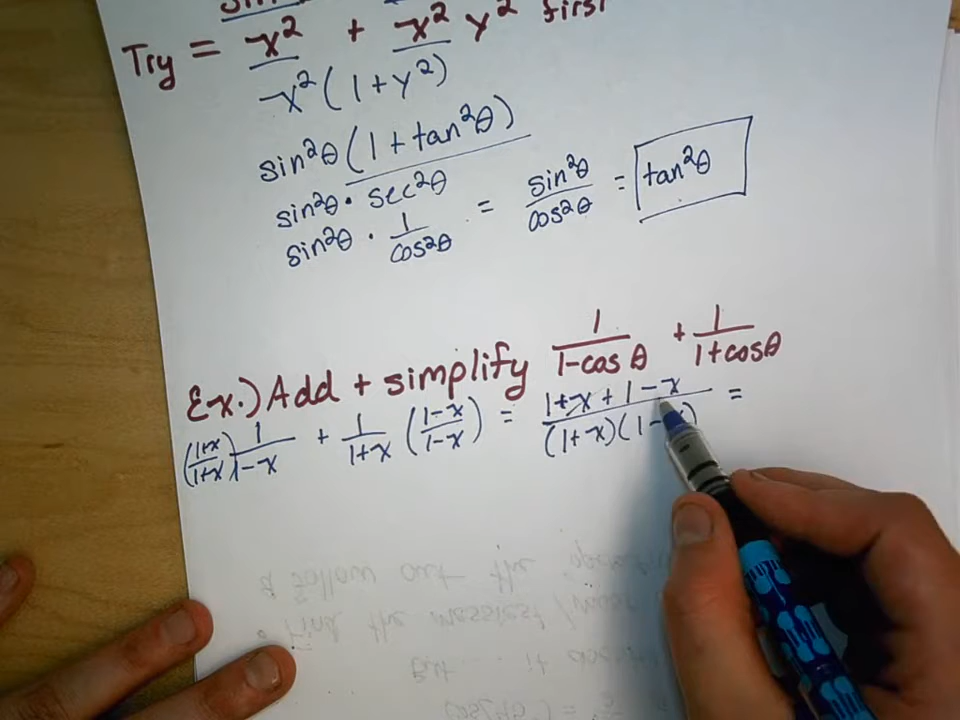 Try = x² + x² y² first
x²(1+y²)
sin²θ(1+tan²θ)
sin²θ · sec²θ
sin²θ · 1/cos²θ = sin²θ/cos²θ = tan²θ
Ex.) Add + simplify 1/(1-cosθ) + 1/(1+cosθ)
((1+x)/(1+x)) 1/(1-x) + 1/(1+x) ((1-x)/(1-x)) = (1+x+1-x)/((1+x)(1-x)) =